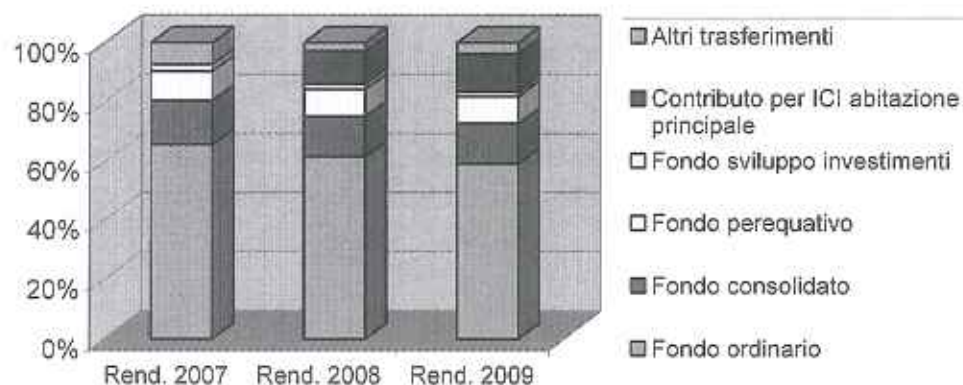 100%
80%
60%
40%
20%
0%
Rend. 2007 Rend. 2008 Rend. 2009
Altri trasferimenti
Contributo per ICI abitazione
principale
Fondo sviluppo investimenti
Fondo perequativo
Fondo consolidato
Fondo ordinario